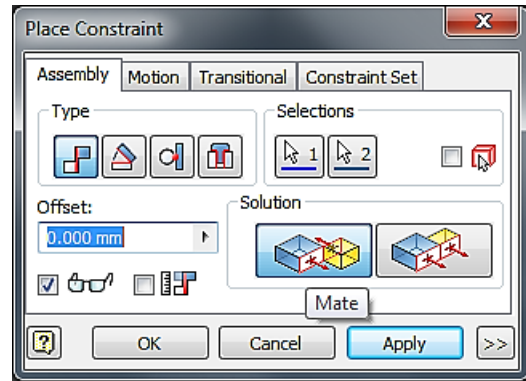 Place Constraint
Assembly Motion Transitional Constraint Set
Type Selections
1 2
Offset: Solution
0.000 mm
Mate
OK Cancel Apply >>